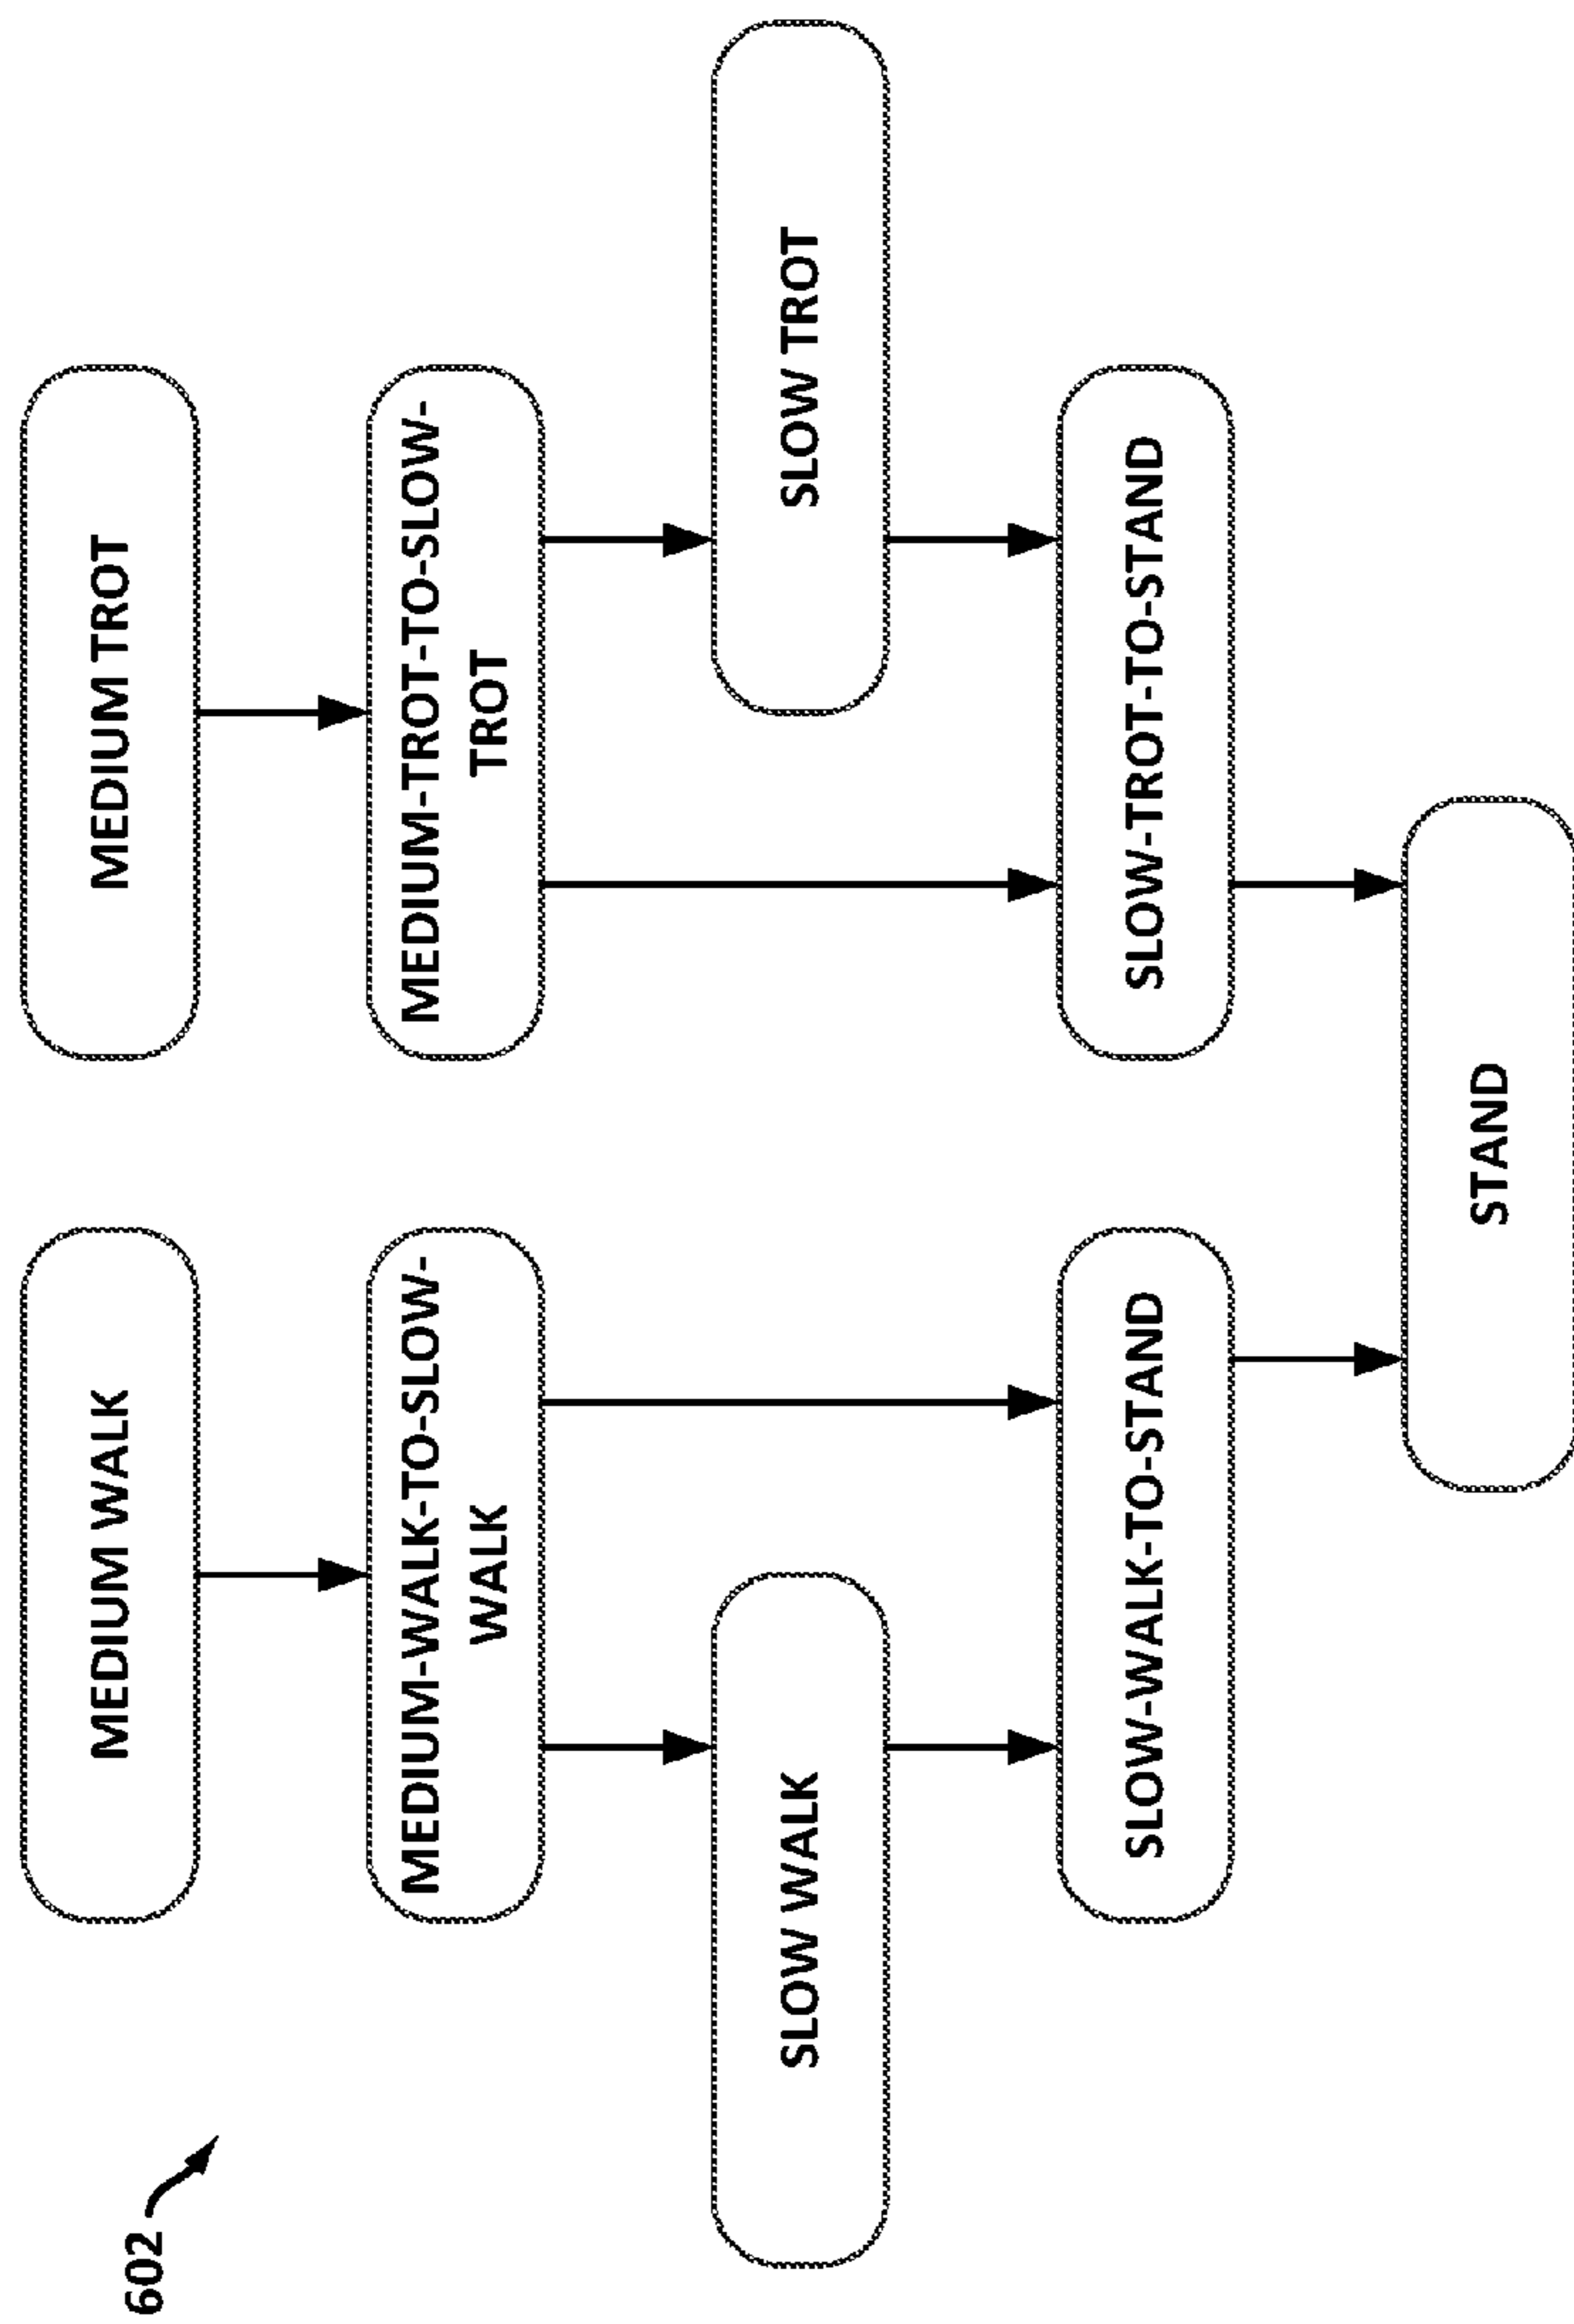 602
MEDIUM WALK
MEDIUM TROT
MEDIUM-WALK-TO-SLOW-
WALK
MEDIUM-TROT-TO-SLOW-
TROT
SLOW WALK
SLOW TROT
SLOW-WALK-TO-STAND
SLOW-TROT-TO-STAND
STAND